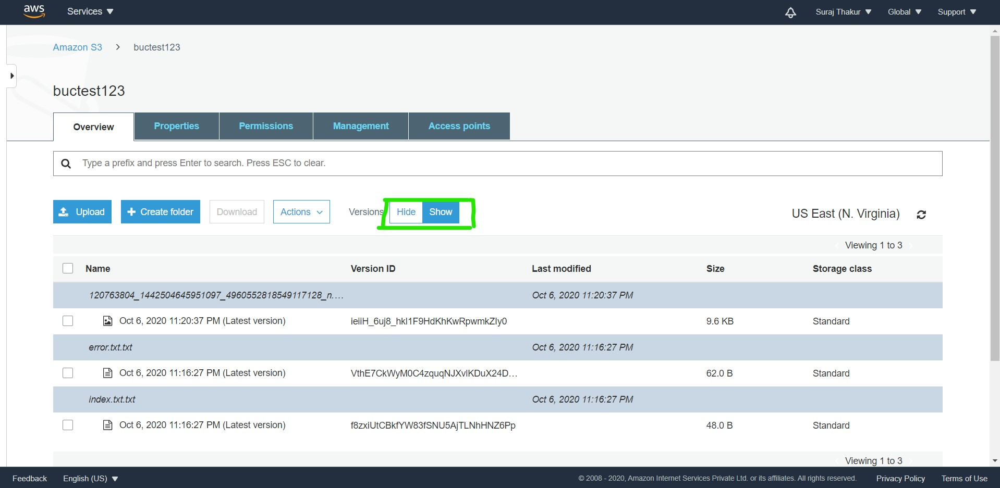 aws Services Suraj Thakur Global Support
Amazon S3 > buctest123
buctest123
Overview Properties Permissions Management Access points
Type a prefix and press Enter to search. Press ESC to clear.
Upload Create folder Download Actions Versions Hide Show US East (N. Virginia)
Viewing 1 to 3
Name Version ID Last modified Size Storage class
120763804_1442504645951097_4960552818549117128_n.... Oct 6, 2020 11:20:37 PM
Oct 6, 2020 11:20:37 PM (Latest version) ieiiH_6uj8_hkl1F9HdKhKwRpwmkZIy0 9.6 KB Standard
error.txt.txt Oct 6, 2020 11:16:27 PM
Oct 6, 2020 11:16:27 PM (Latest version) VthE7CkWyM0C4zquqNJXvlKDuX24D... 62.0 B Standard
index.txt.txt Oct 6, 2020 11:16:27 PM
Oct 6, 2020 11:16:27 PM (Latest version) f8zxiUtCBkfYW83fSNU5AjTLNhHNZ6Pp 48.0 B Standard
Viewing 1 to 3
Feedback English (US) © 2008 - 2020, Amazon Internet Services Private Ltd. or its affiliates. All rights reserved. Privacy Policy Terms of Use